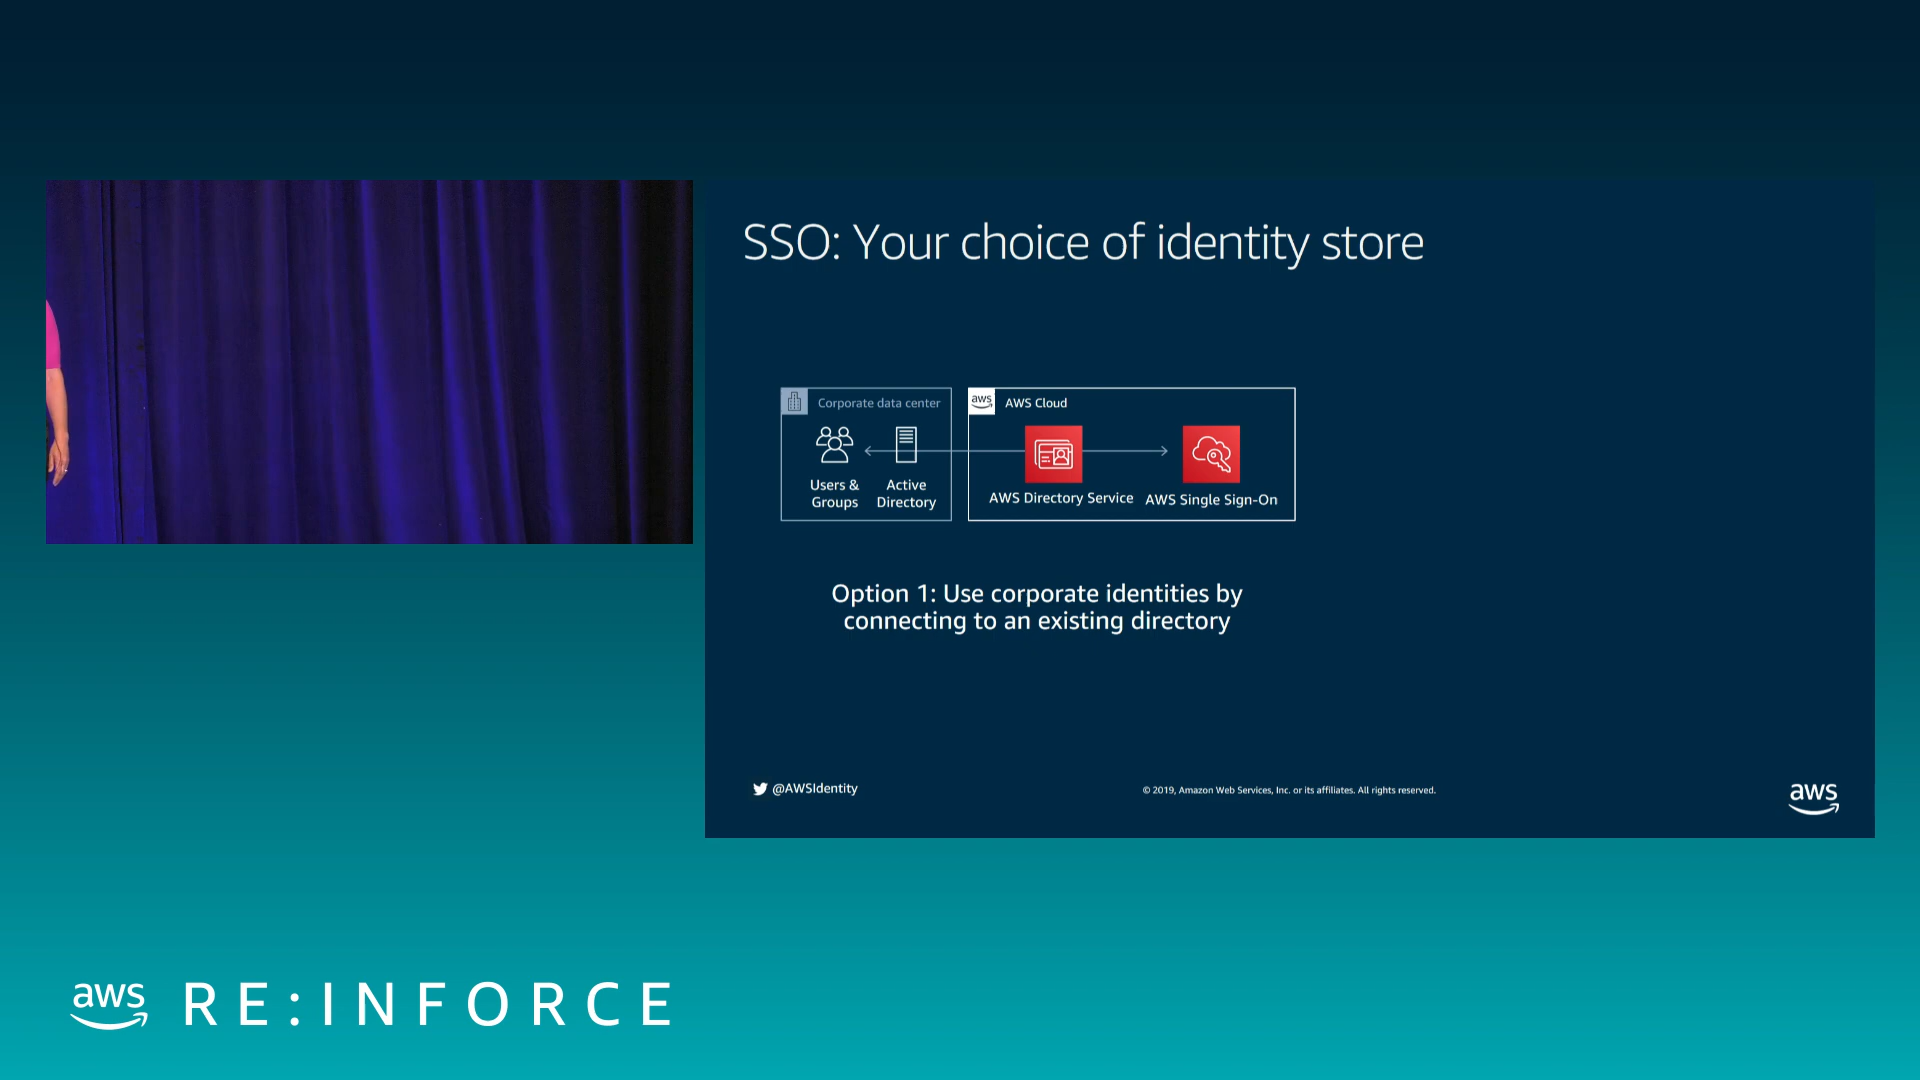 SSO: Your choice of identity store
Corporate data center
aws
AWS Cloud
Users &
Groups
Active
Directory
AWS Directory Service
AWS Single Sign-On
Option 1: Use corporate identities by
connecting to an existing directory
@AWSIdentity
© 2019, Amazon Web Services, Inc. or its affiliates. All rights reserved.
aws
aws RE:INFORCE